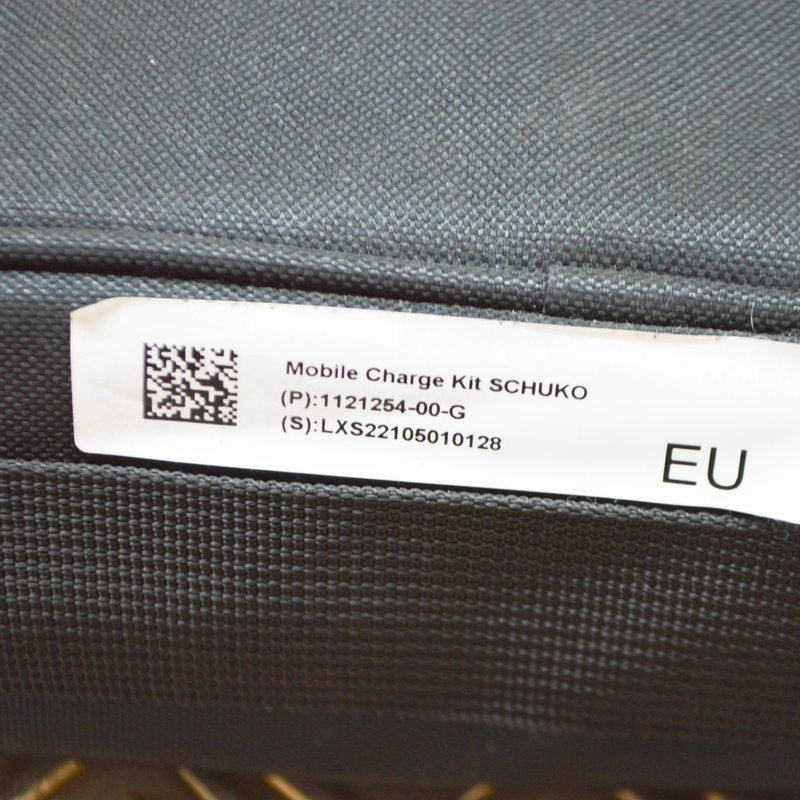 Mobile Charge Kit SCHUKO
(P):1121254-00-G
(S):LXS22105010128
EU